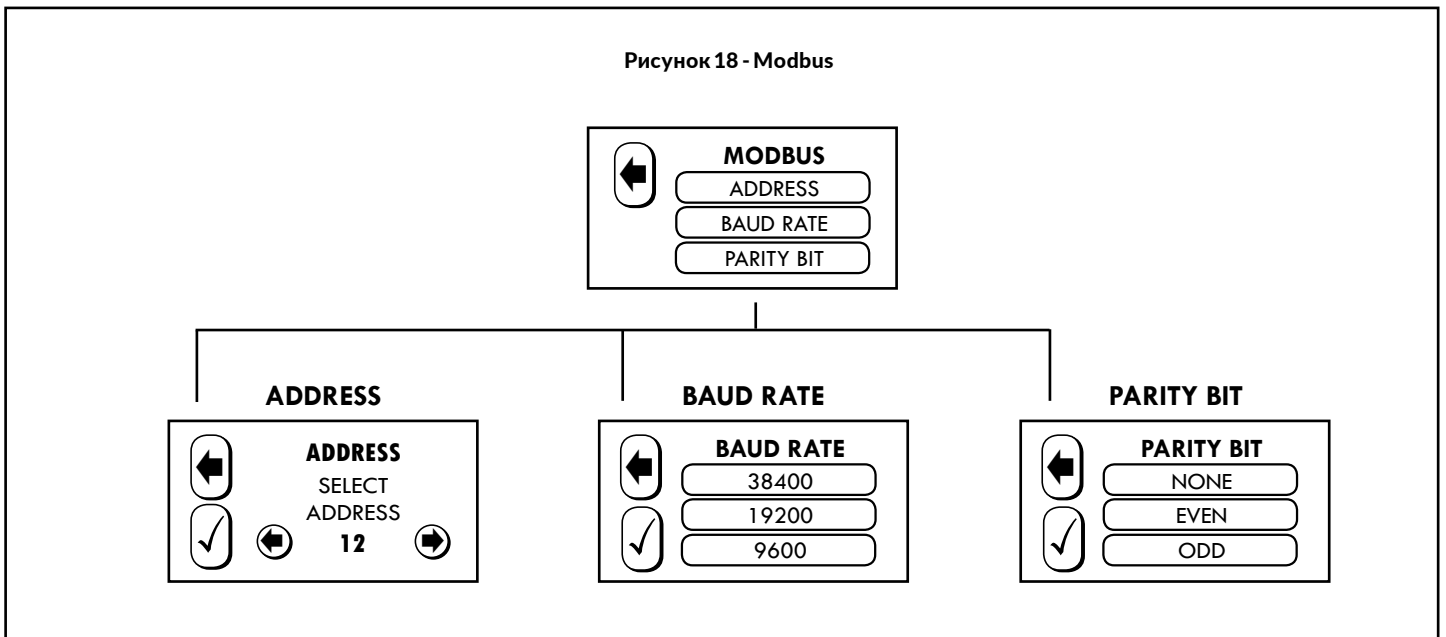 Рисунок 18 - Modbus
MODBUS
ADDRESS
BAUD RATE
PARITY BIT
ADDRESS
ADDRESS
SELECT
ADDRESS
12
BAUD RATE
BAUD RATE
38400
19200
9600
PARITY BIT
PARITY BIT
NONE
EVEN
ODD